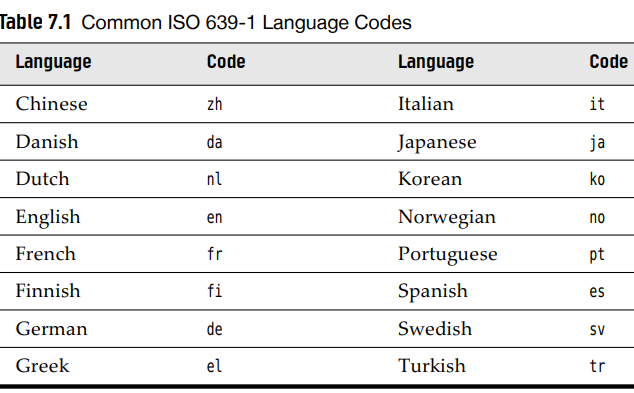 Table 7.1 Common ISO 639-1 Language Codes
Language Code Language Code
Chinese zh Italian it
Danish da Japanese ja
Dutch nl Korean ko
English en Norwegian no
French fr Portuguese pt
Finnish fi Spanish es
German de Swedish sv
Greek el Turkish tr